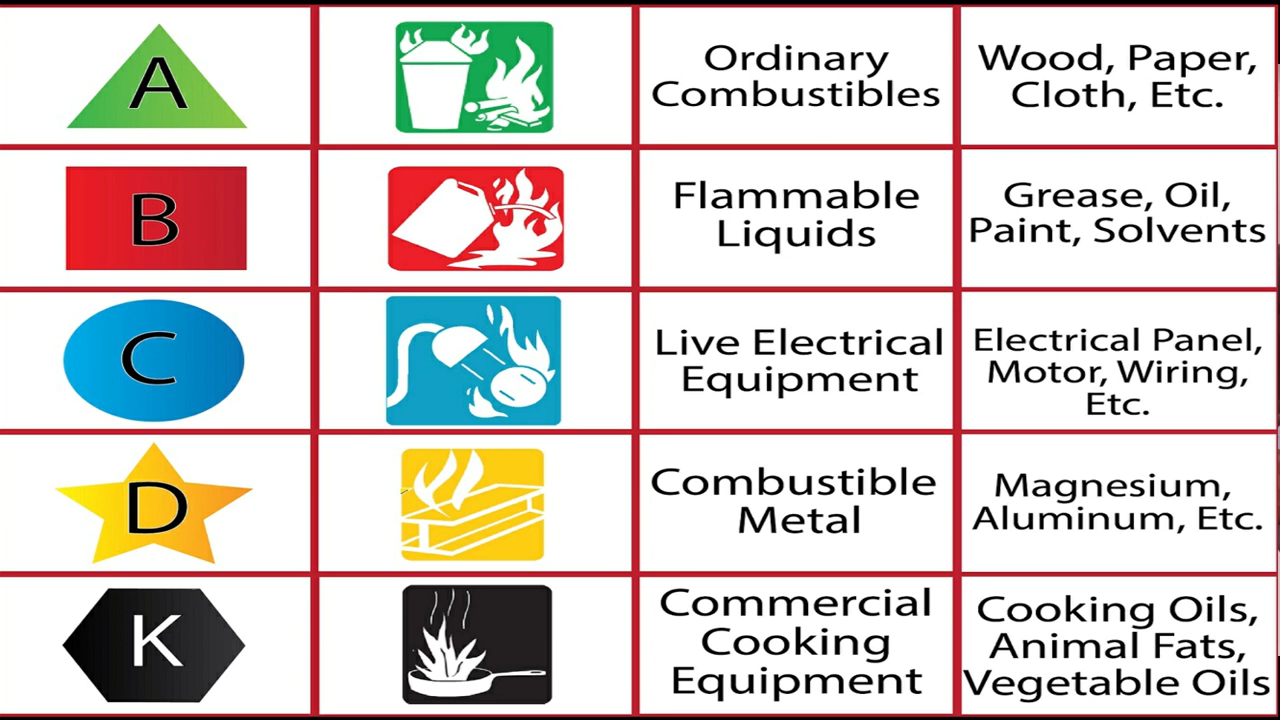 A
Ordinary
Combustibles
Wood, Paper,
Cloth, Etc.
B
Flammable
Liquids
Grease, Oil,
Paint, Solvents
C
Live Electrical
Equipment
Electrical Panel,
Motor, Wiring,
Etc.
D
Combustible
Metal
Magnesium,
Aluminum, Etc.
K
Commercial
Cooking
Equipment
Cooking Oils,
Animal Fats,
Vegetable Oils